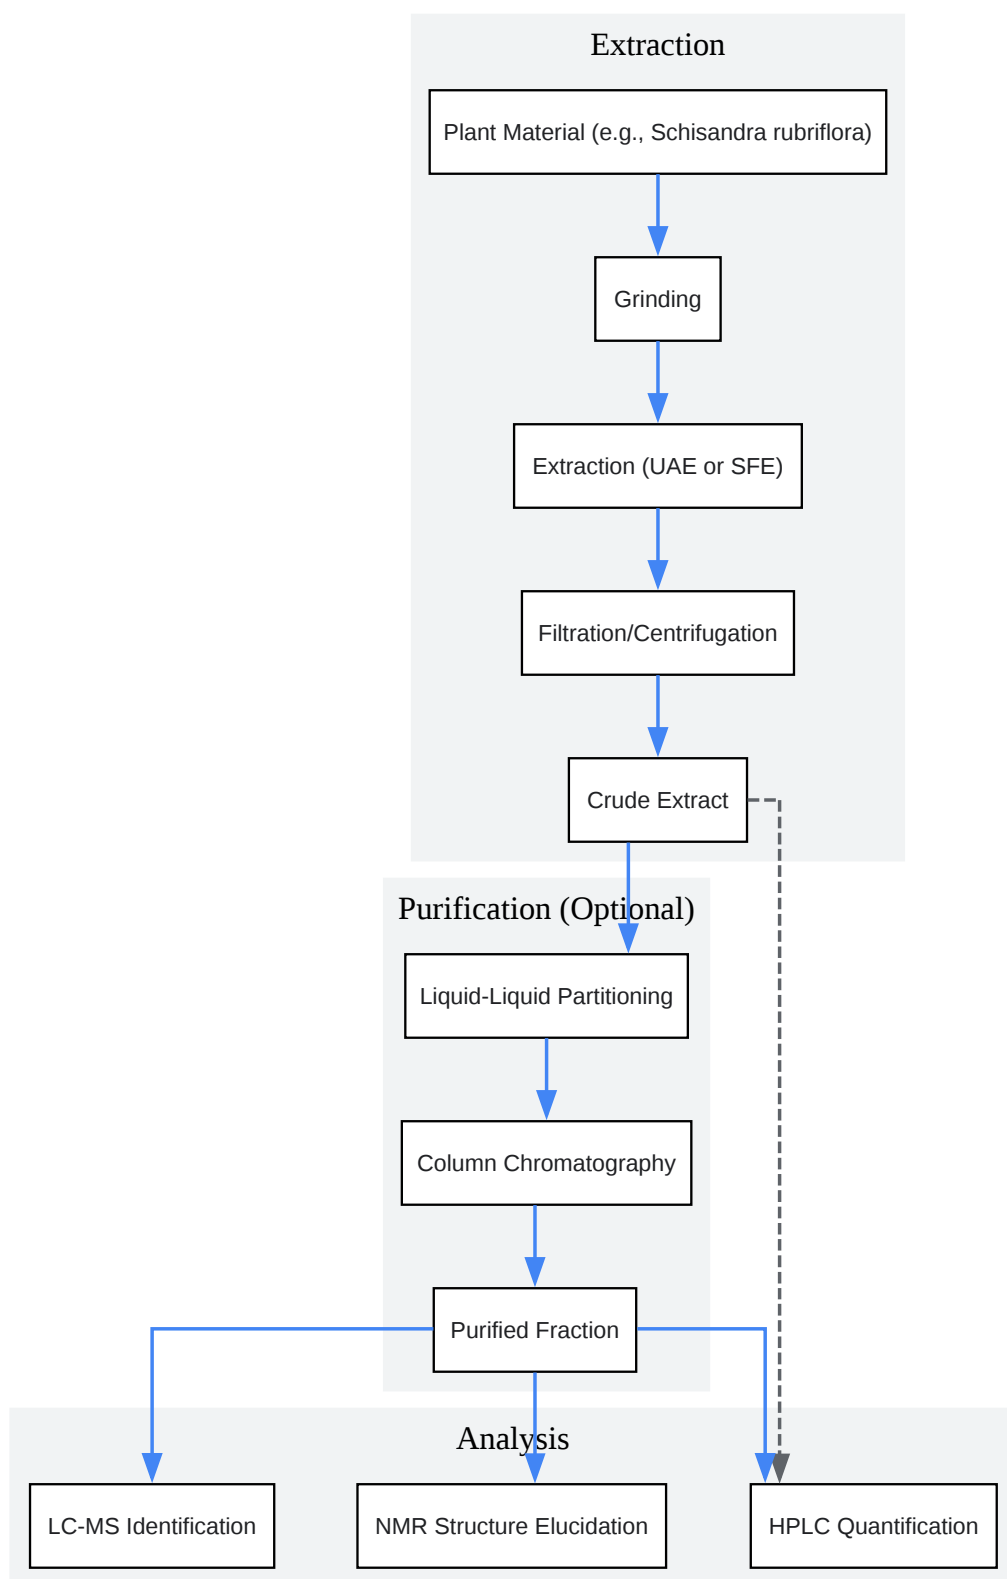 Extraction
Plant Material (e.g., Schisandra rubriflora)
Grinding
Extraction (UAE or SFE)
Filtration/Centrifugation
Crude Extract
Purification (Optional)
Liquid-Liquid Partitioning
Column Chromatography
Purified Fraction
Analysis
LC-MS Identification
NMR Structure Elucidation
HPLC Quantification